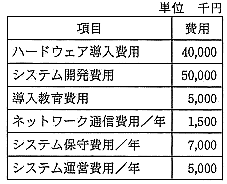 単位 千円
項目 費用
ハードウェア導入費用 40,000
システム開発費用 50,000
導入教育費用 5,000
ネットワーク通信費用／年 1,500
システム保守費用／年 7,000
システム運営費用／年 5,000